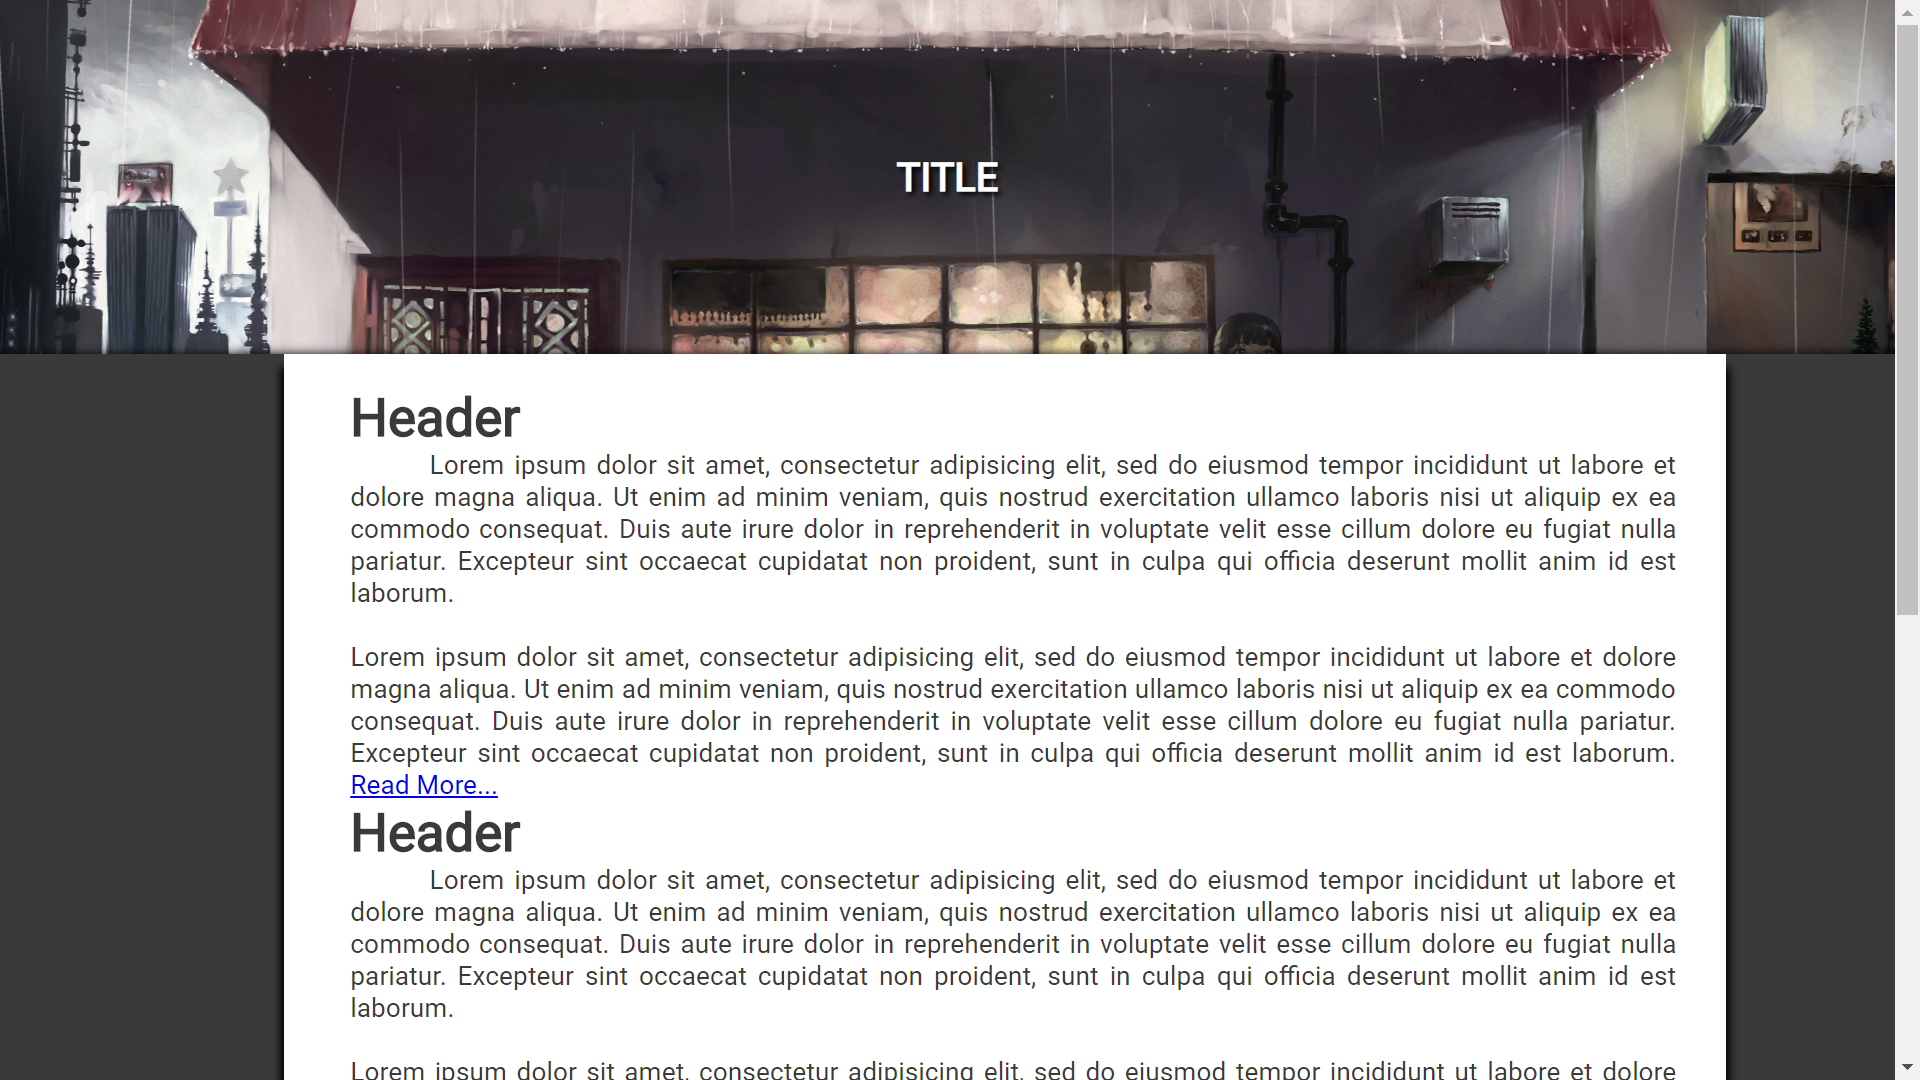 TITLE
Header
Lorem ipsum dolor sit amet, consectetur adipisicing elit, sed do eiusmod tempor incididunt ut labore et
dolore magna aliqua. Ut enim ad minim veniam, quis nostrud exercitation ullamco laboris nisi ut aliquip ex ea
commodo consequat. Duis aute irure dolor in reprehenderit in voluptate velit esse cillum dolore eu fugiat nulla
pariatur. Excepteur sint occaecat cupidatat non proident, sunt in culpa qui officia deserunt mollit anim id est
laborum.
Lorem ipsum dolor sit amet, consectetur adipisicing elit, sed do eiusmod tempor incididunt ut labore et dolore
magna aliqua. Ut enim ad minim veniam, quis nostrud exercitation ullamco laboris nisi ut aliquip ex ea commodo
consequat. Duis aute irure dolor in reprehenderit in voluptate velit esse cillum dolore eu fugiat nulla pariatur.
Excepteur sint occaecat cupidatat non proident, sunt in culpa qui officia deserunt mollit anim id est laborum.
Read More...
Header
Lorem ipsum dolor sit amet, consectetur adipisicing elit, sed do eiusmod tempor incididunt ut labore et
dolore magna aliqua. Ut enim ad minim veniam, quis nostrud exercitation ullamco laboris nisi ut aliquip ex ea
commodo consequat. Duis aute irure dolor in reprehenderit in voluptate velit esse cillum dolore eu fugiat nulla
pariatur. Excepteur sint occaecat cupidatat non proident, sunt in culpa qui officia deserunt mollit anim id est
laborum.
Lorem ipsum dolor sit amet, consectetur adipisicing elit, sed do eiusmod tempor incididunt ut labore et dolore